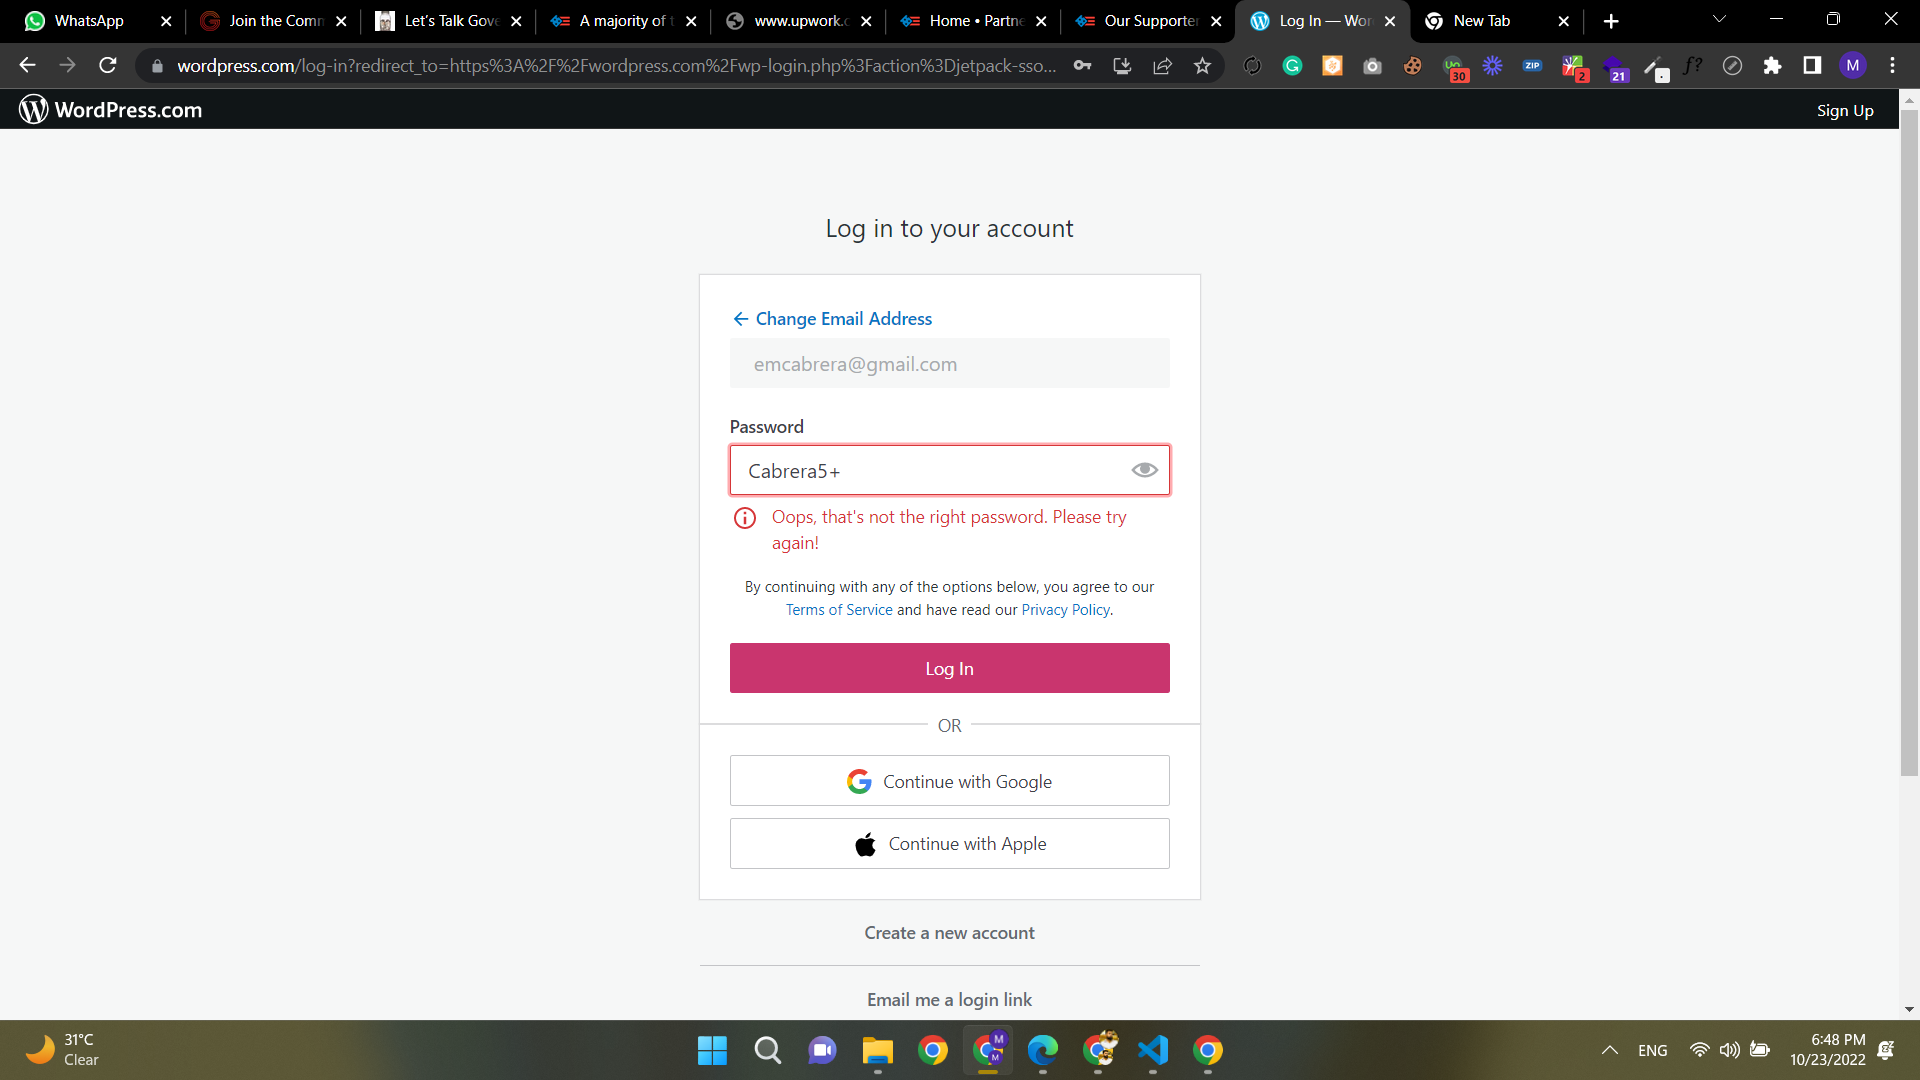 WhatsApp
Join the Comm
Let's Talk Gove
A majority of t
www.upwork.c
Home • Partne
Our Supporter
Log In — Wor
New Tab
wordpress.com/log-in?redirect_to=https%3A%2F%2Fwordpress.com%2Fwp-login.php%3Faction%3Djetpack-sso...
30
ZIP
2
21
f?
M
WordPress.com
Sign Up
Log in to your account
← Change Email Address
emcabrera@gmail.com
Password
Cabrera5+
Oops, that's not the right password. Please try
again!
By continuing with any of the options below, you agree to our
Terms of Service and have read our Privacy Policy.
Log In
OR
Continue with Google
Continue with Apple
Create a new account
Email me a login link
31°C
Clear
M
M
ENG
6:48 PM
10/23/2022